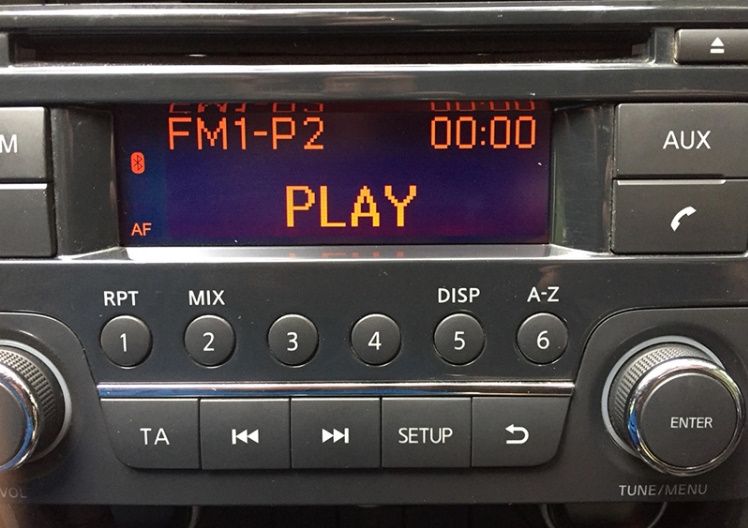 FM1-P2 00:00
PLAY
AF
M
AUX
RPT MIX DISP A-Z
1 2 3 4 5 6
TA SETUP
ENTER
VOL
TUNE/MENU